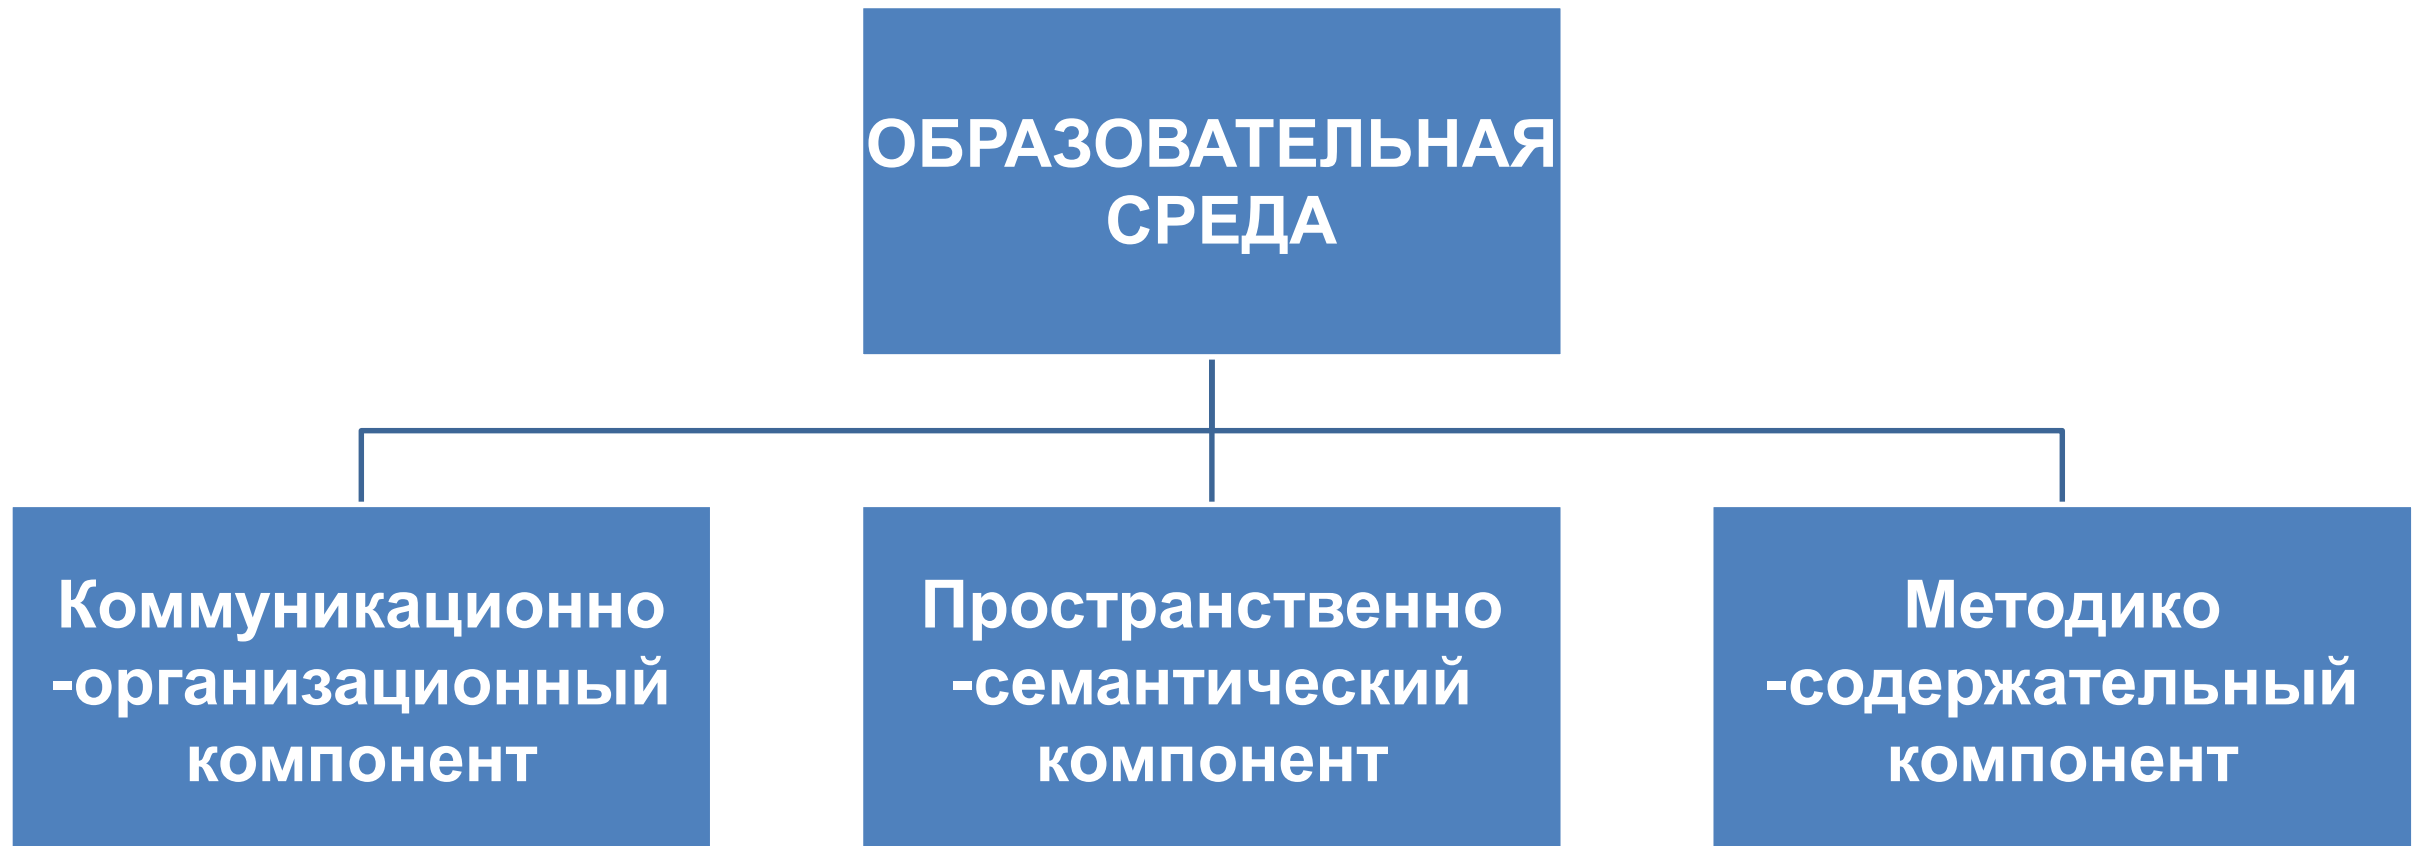 ОБРАЗОВАТЕЛЬНАЯ
СРЕДА
Коммуникационно
-организационный
компонент
Пространственно
-семантический
компонент
Методико
-содержательный
компонент